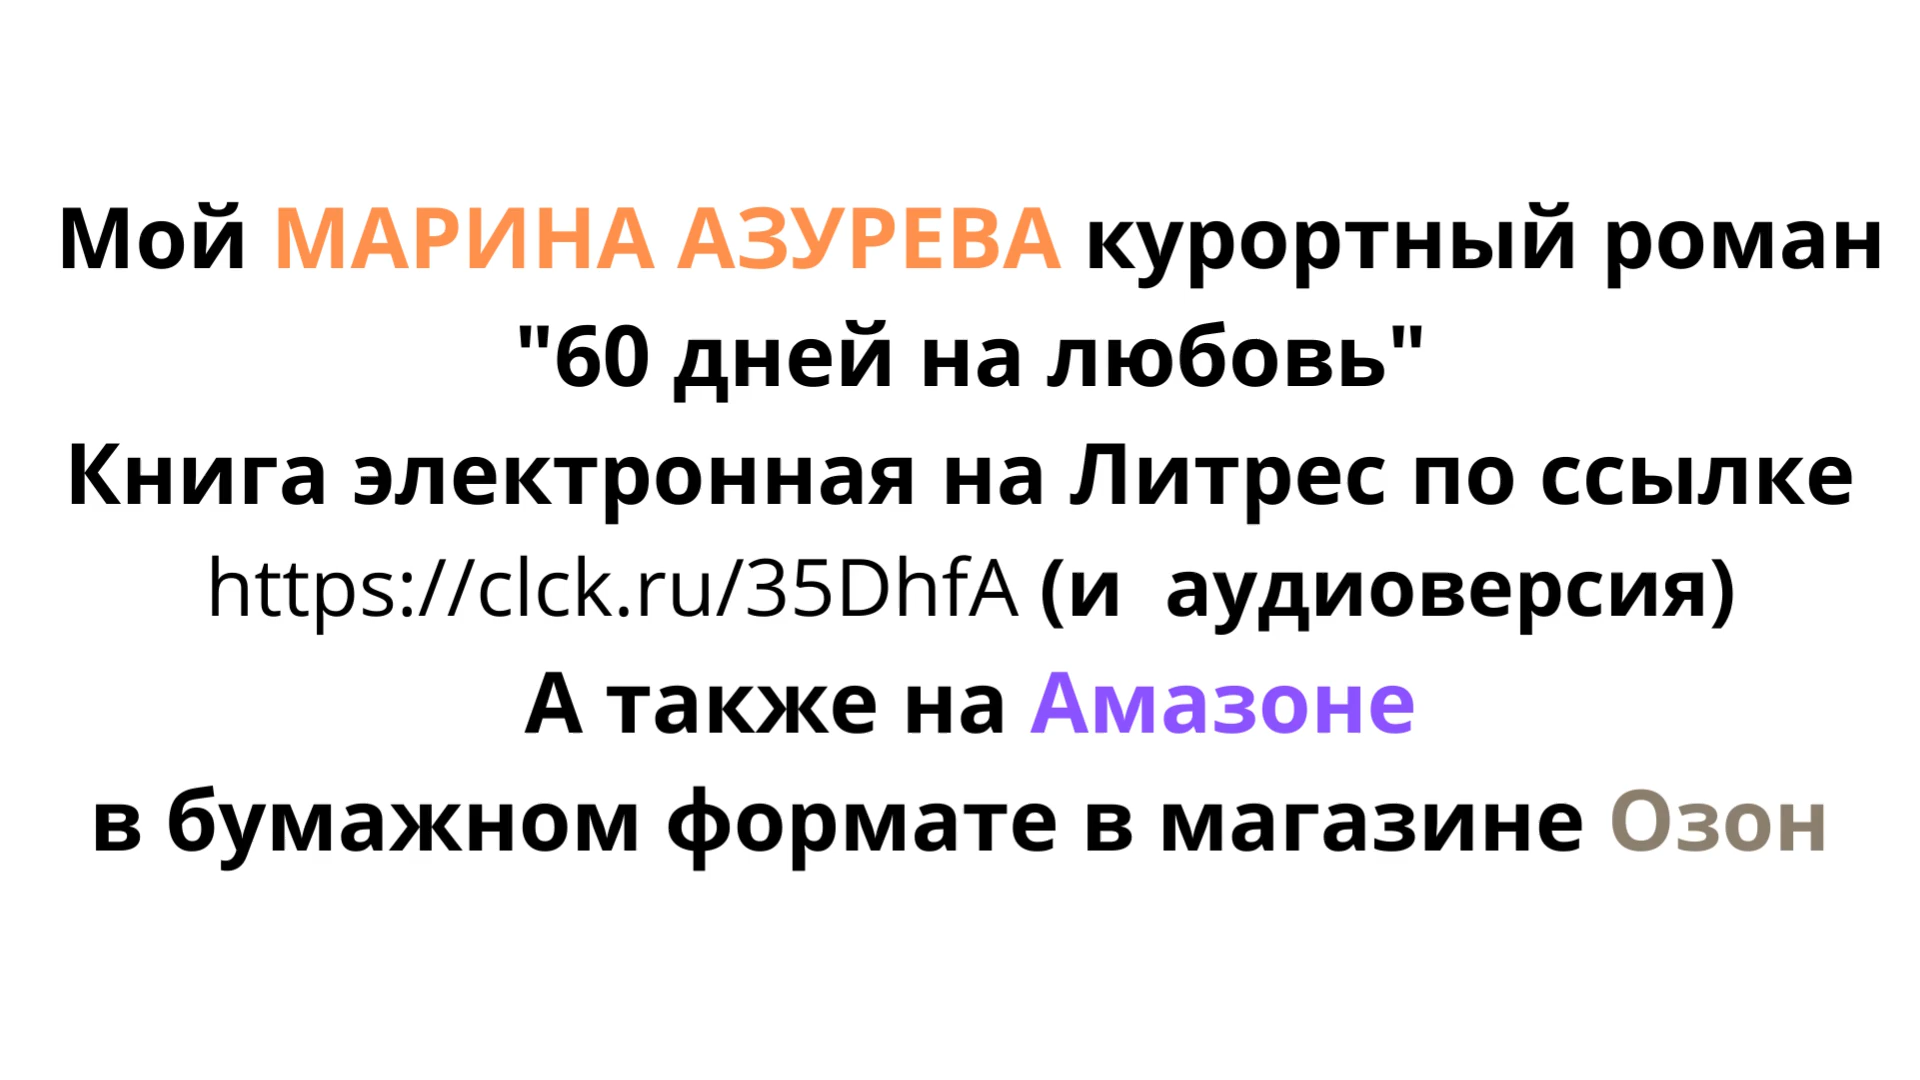 Мой МАРИНА АЗУРЕВА курортный роман
"60 дней на любовь"
Книга электронная на Литрес по ссылке
https://clck.ru/35DhfA (и  аудиоверсия)
А также на Амазоне
в бумажном формате в магазине Озон